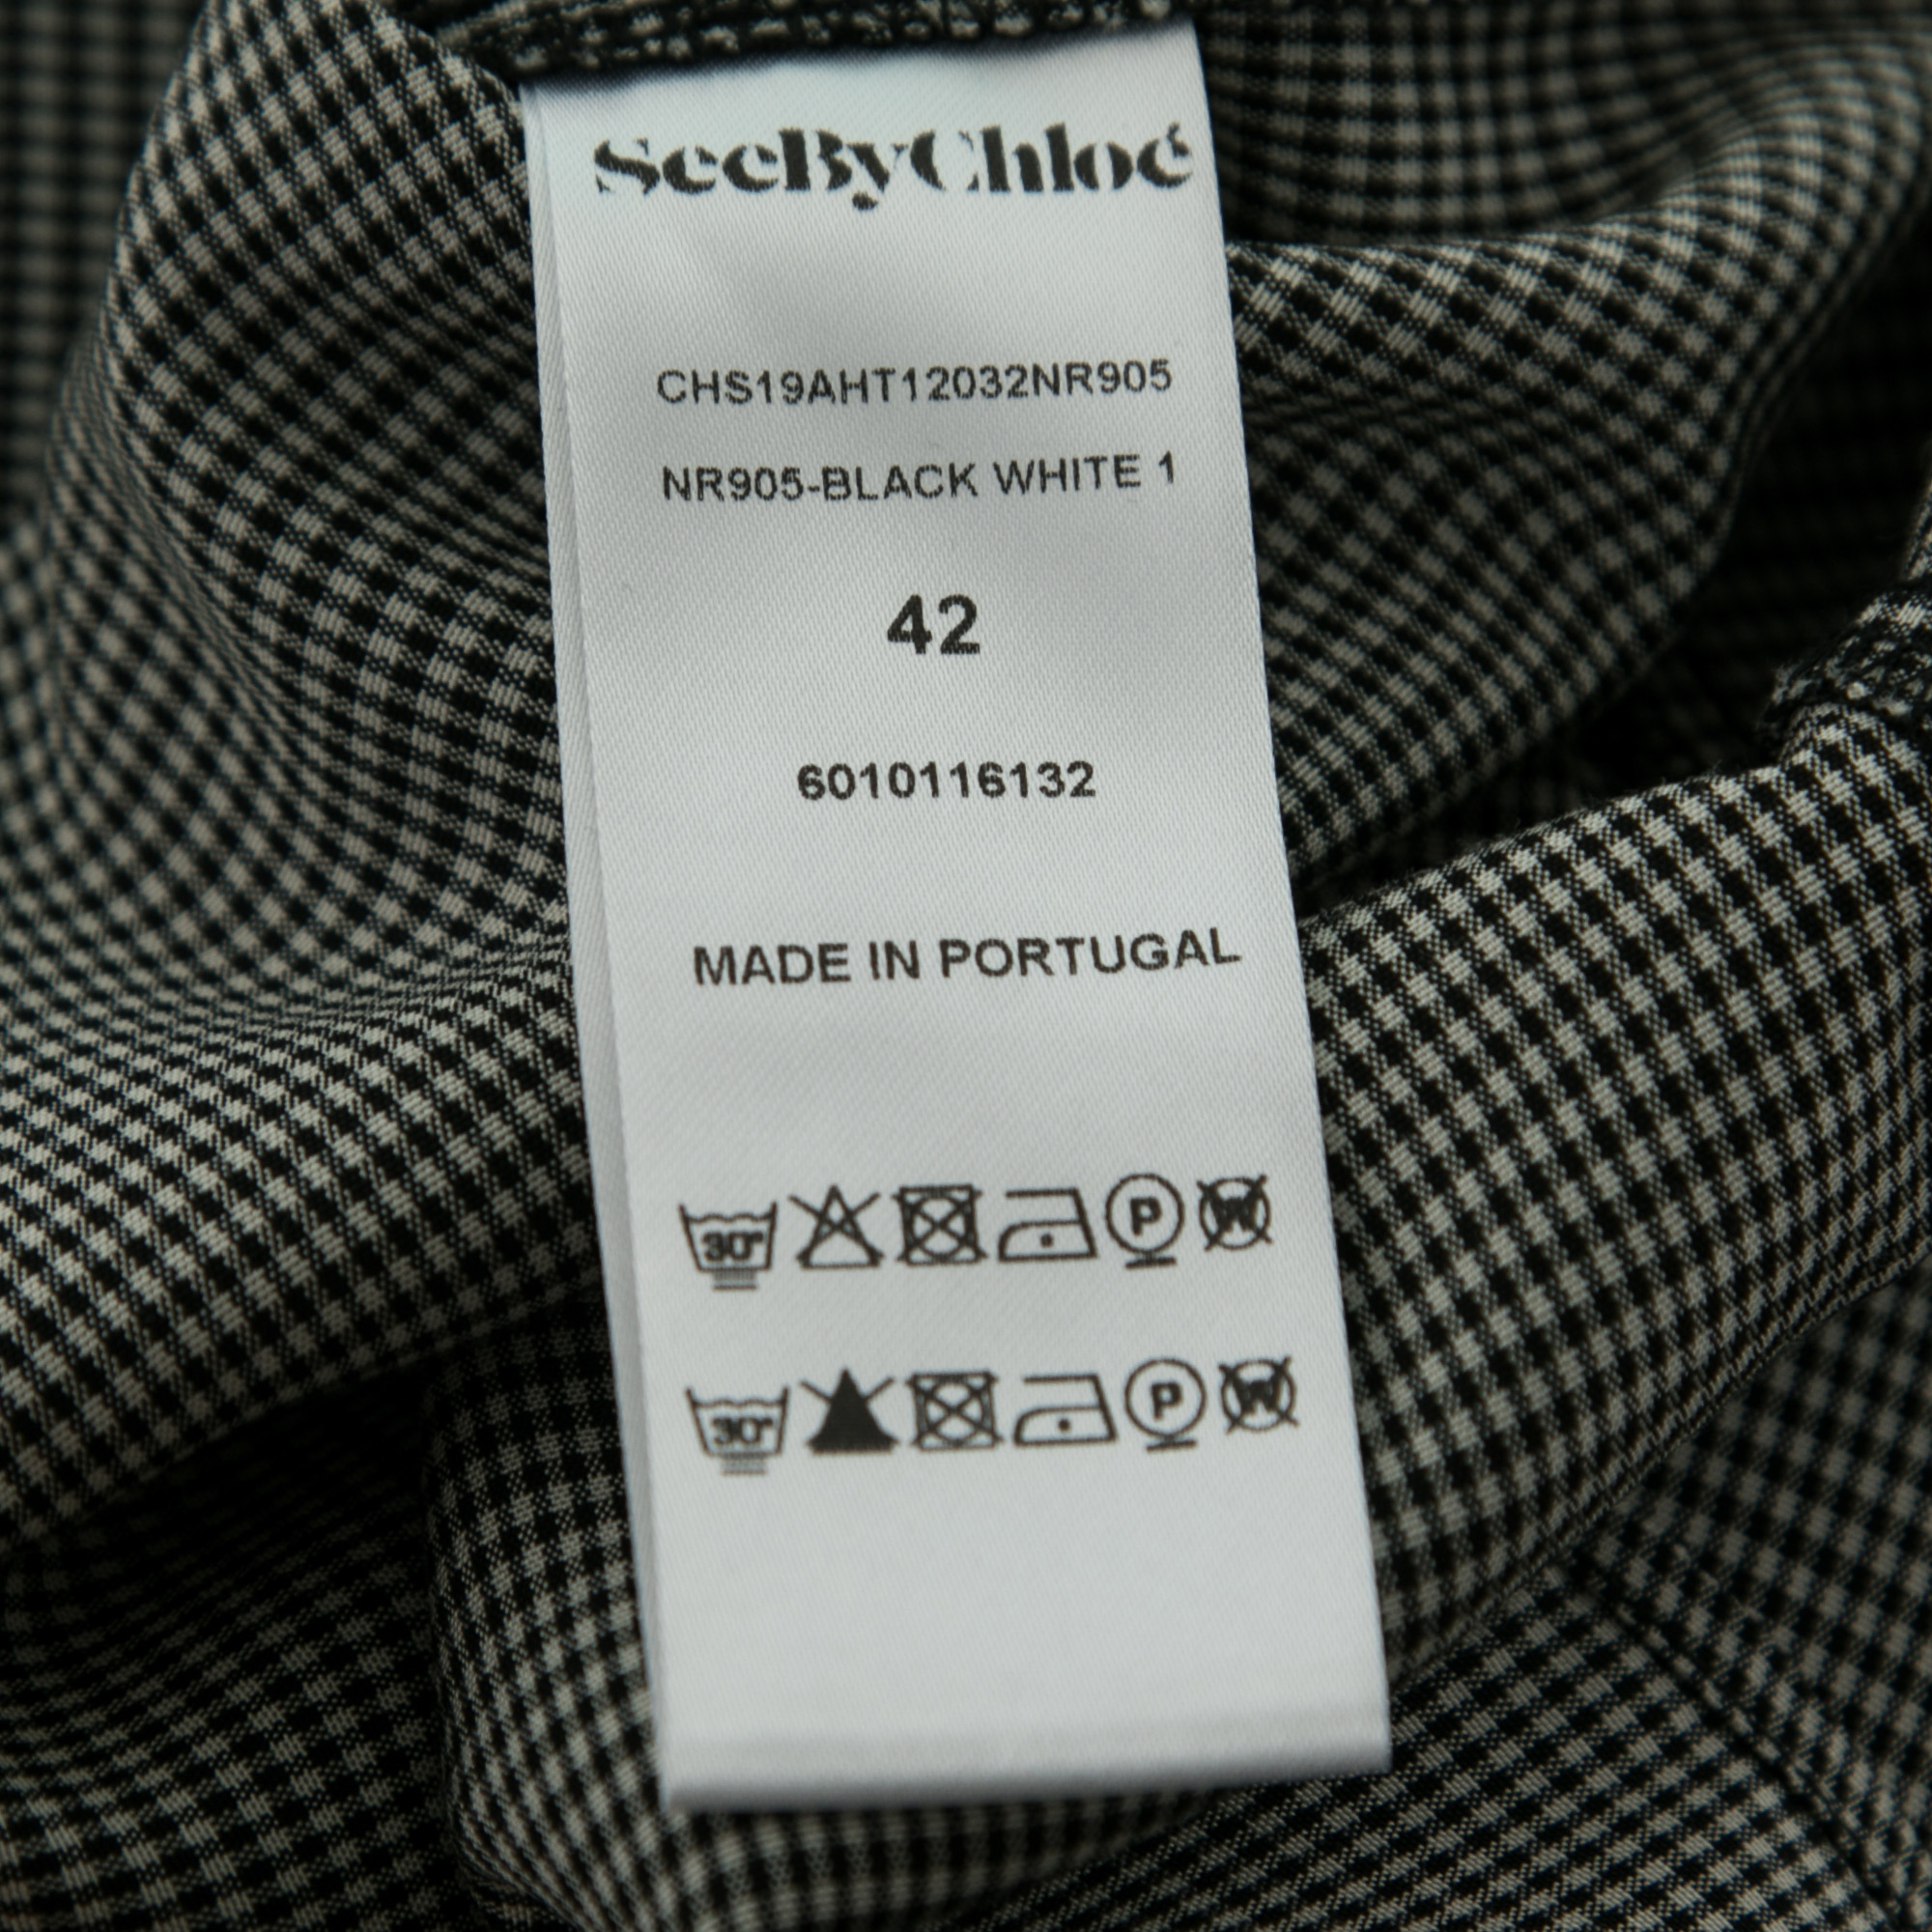 SeeByChloé
CHS19AHT12032NR905
NR905-BLACK WHITE 1
42
6010116132
MADE IN PORTUGAL
30° P W
30° P W